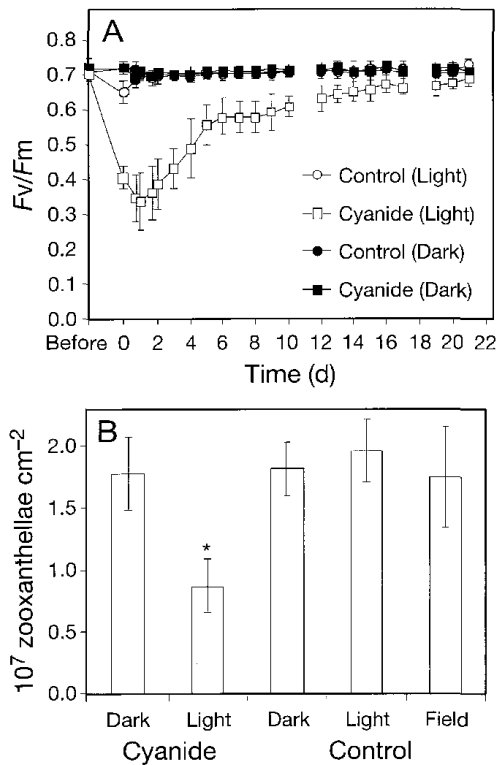 A
0.8
0.7
0.6
0.5
0.4
0.3
0.2
0.1
0.0
Fv/Fm
Control (Light)
Cyanide (Light)
Control (Dark)
Cyanide (Dark)
Before 0 2 4 6 8 10 12 14 16 18 20 22
Time (d)
B
2.0
1.5
1.0
0.5
0.0
10⁷ zooxanthellae cm⁻²
*
Dark Light Dark Light Field
Cyanide Control